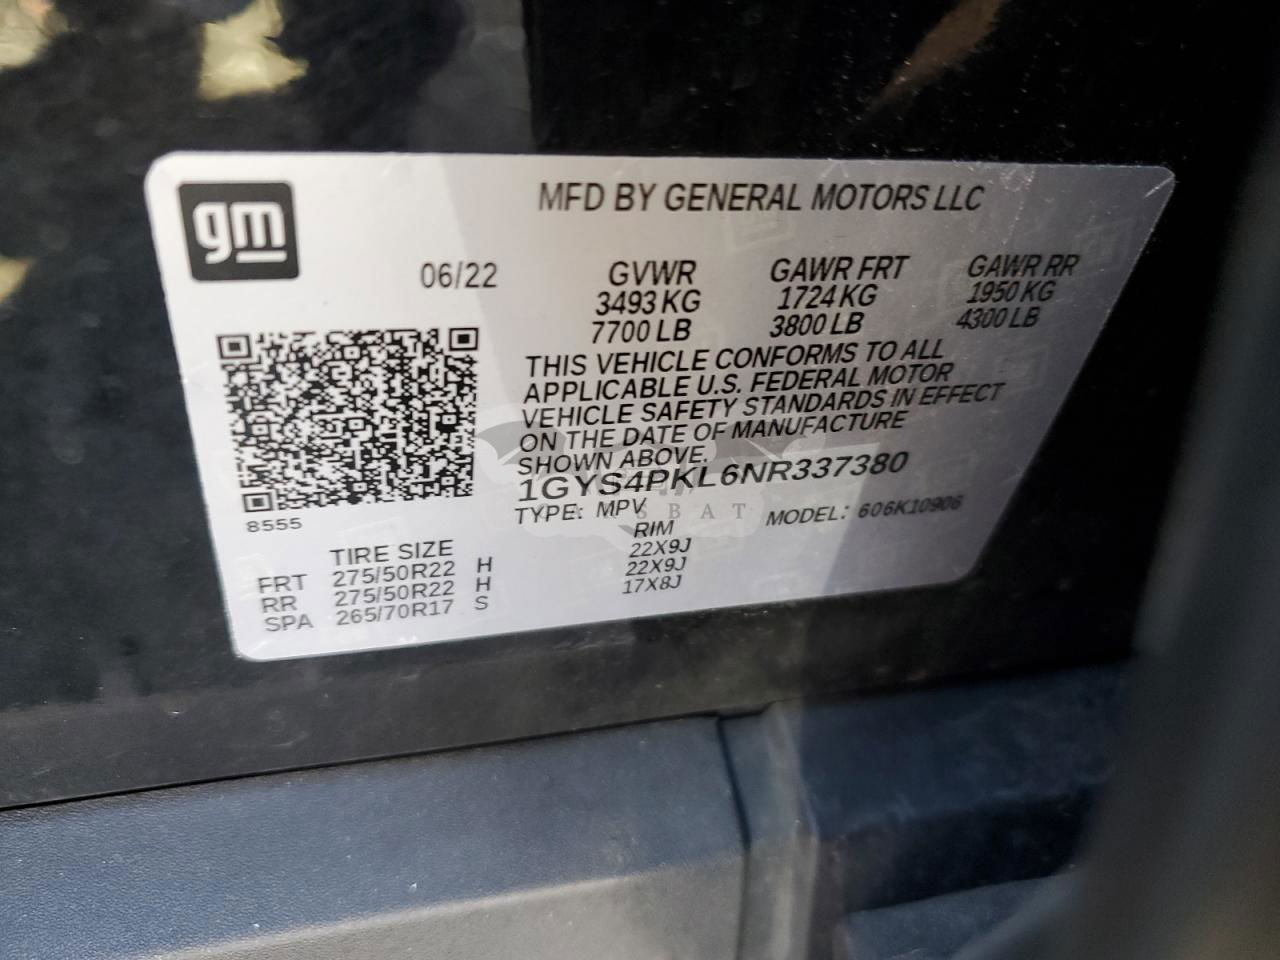 gm
MFD BY GENERAL MOTORS LLC
06/22
GVWR GAWR FRT GAWR RR
3493 KG 1724 KG 1950 KG
7700 LB 3800 LB 4300 LB
THIS VEHICLE CONFORMS TO ALL
APPLICABLE U.S. FEDERAL MOTOR
VEHICLE SAFETY STANDARDS IN EFFECT
ON THE DATE OF MANUFACTURE
SHOWN ABOVE.
1GYS4PKL6NR337380
TYPE: MPV MODEL: 606K10906
8555
TIRE SIZE RIM
FRT 275/50R22 H 22X9J
RR 275/50R22 H 22X9J
SPA 265/70R17 S 17X8J